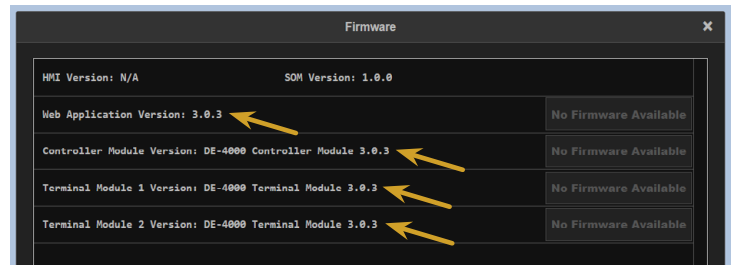 Firmware ×
HMI Version: N/A SOM Version: 1.0.0
Web Application Version: 3.0.3 No Firmware Available
Controller Module Version: DE-4000 Controller Module 3.0.3 No Firmware Available
Terminal Module 1 Version: DE-4000 Terminal Module 3.0.3 No Firmware Available
Terminal Module 2 Version: DE-4000 Terminal Module 3.0.3 No Firmware Available